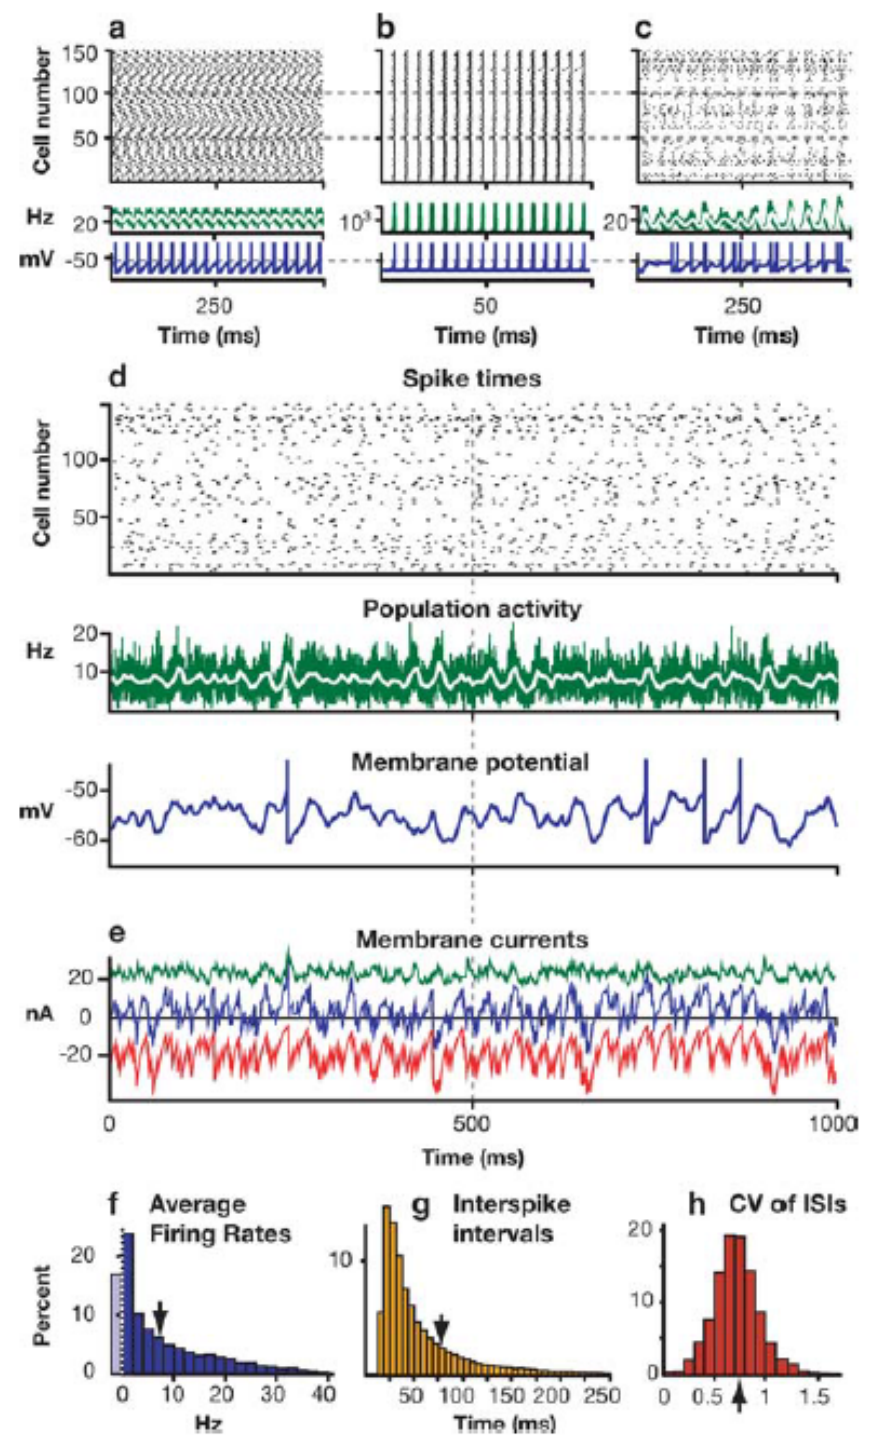 a b c
Cell number
150
100
50
Hz 20 10³ 20
mV -50
250 50 250
Time (ms) Time (ms) Time (ms)
d Spike times
Cell number
100
50
Population activity
Hz
20
10
Membrane potential
mV
-50
-60
e Membrane currents
nA
20
0
-20
0 500 1000
Time (ms)
f Average g Interspike h CV of ISIs
Firing Rates intervals
Percent
20 10 20
10 10
0 0
0 10 20 30 40 50 100 150 200 250 0 0.5 1 1.5
Hz Time (ms)